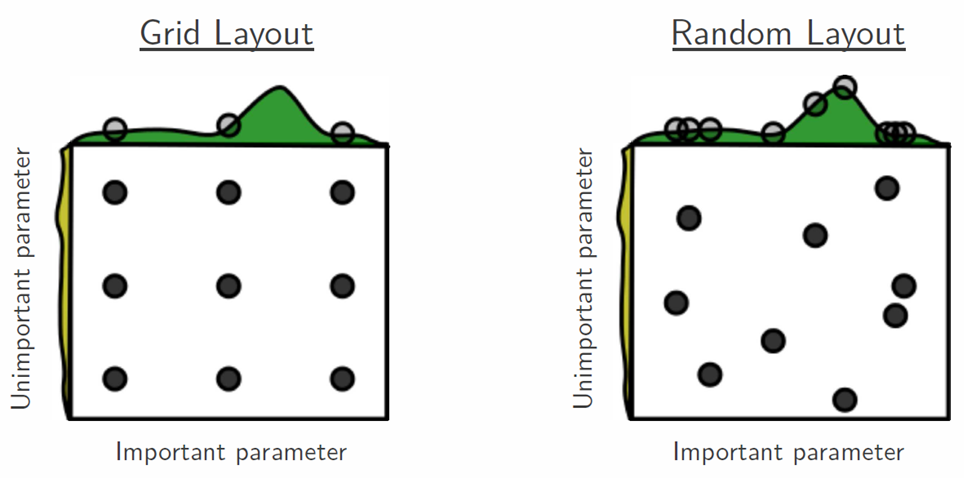 Grid Layout
Unimportant parameter
Important parameter
Random Layout
Unimportant parameter
Important parameter